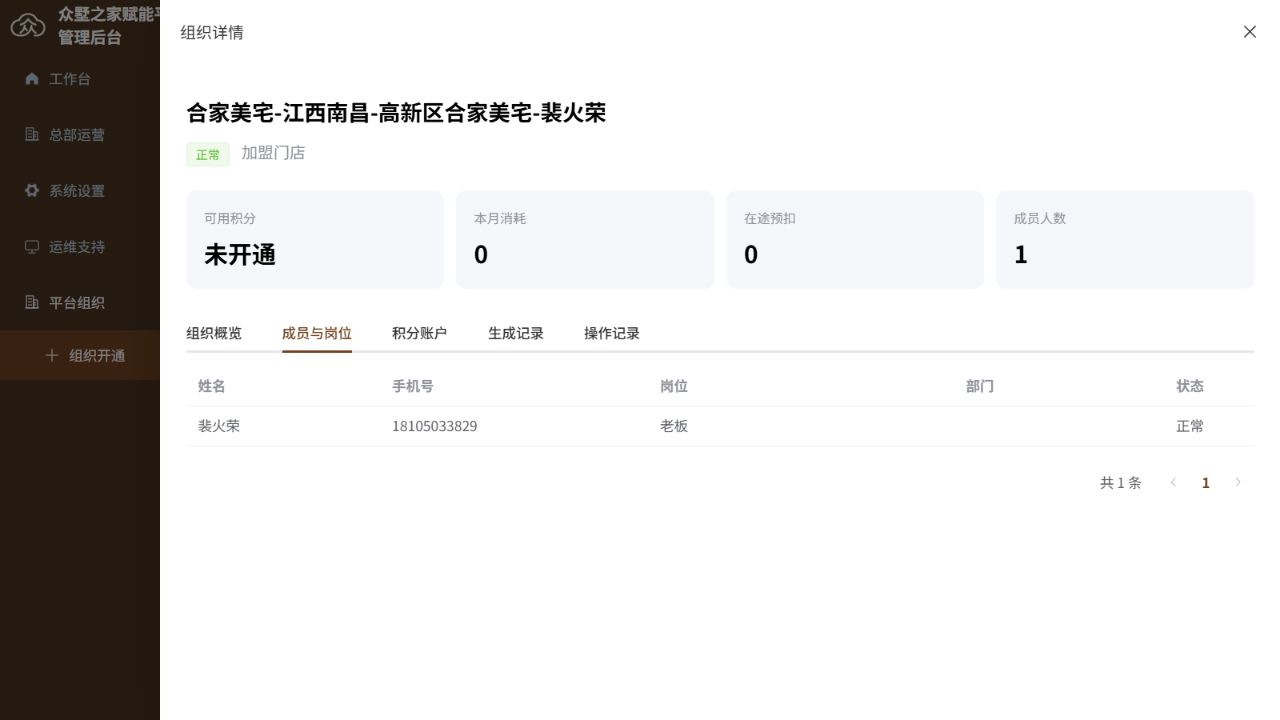 众墅之家赋能平
管理后台
工作台
总部运营
系统设置
运维支持
平台组织
组织开通
组织详情
合家美宅-江西南昌-高新区合家美宅-裴火荣
正常 加盟门店
可用积分 本月消耗 在途预扣 成员人数
未开通 0 0 1
组织概览 成员与岗位 积分账户 生成记录 操作记录
姓名 手机号 岗位 部门 状态
裴火荣 18105033829 老板 正常
共 1 条 1